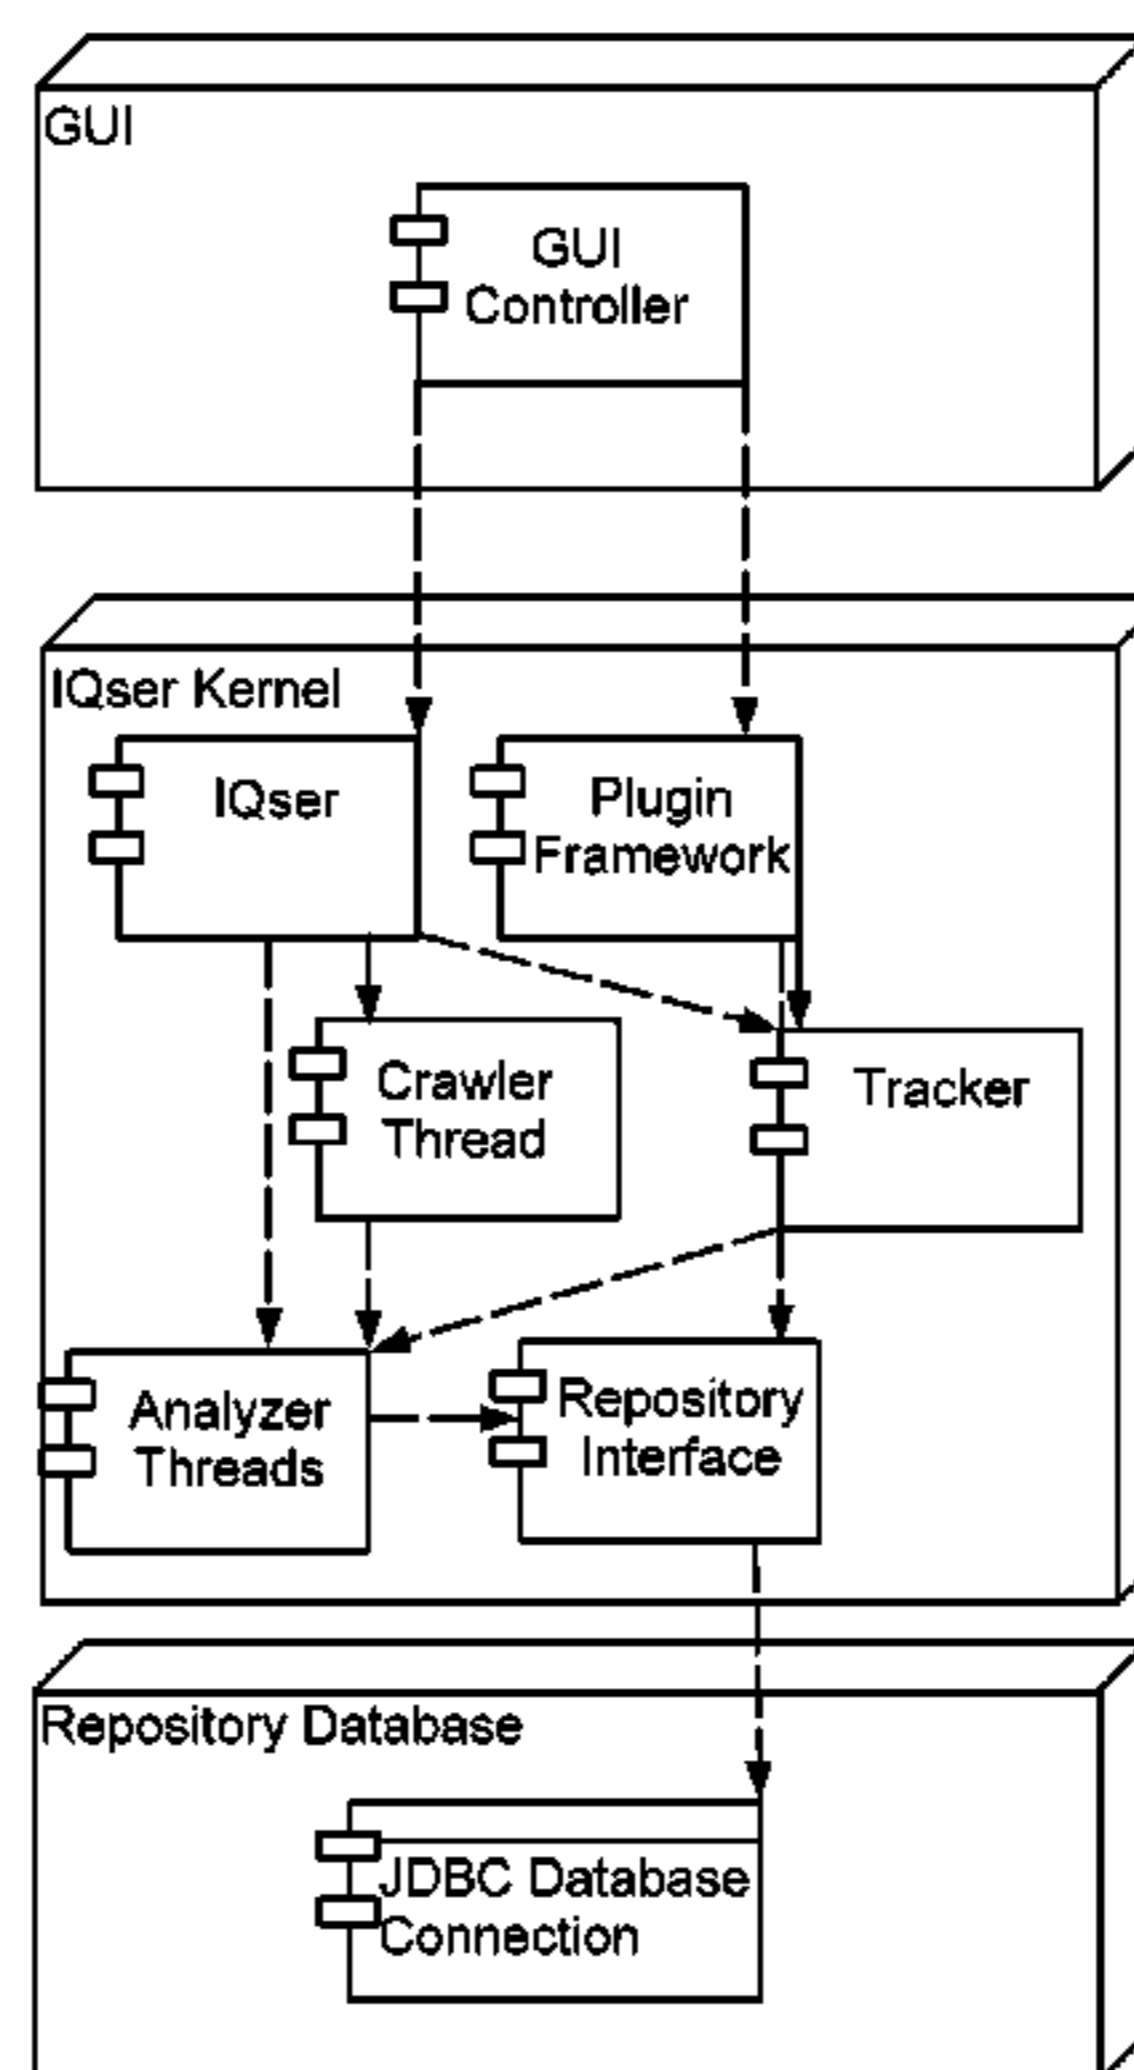 GUI
GUI
Controller
IQser Kernel
IQser
Plugin
Framework
Crawler
Thread
Tracker
Analyzer
Threads
Repository
Interface
Repository Database
JDBC Database
Connection